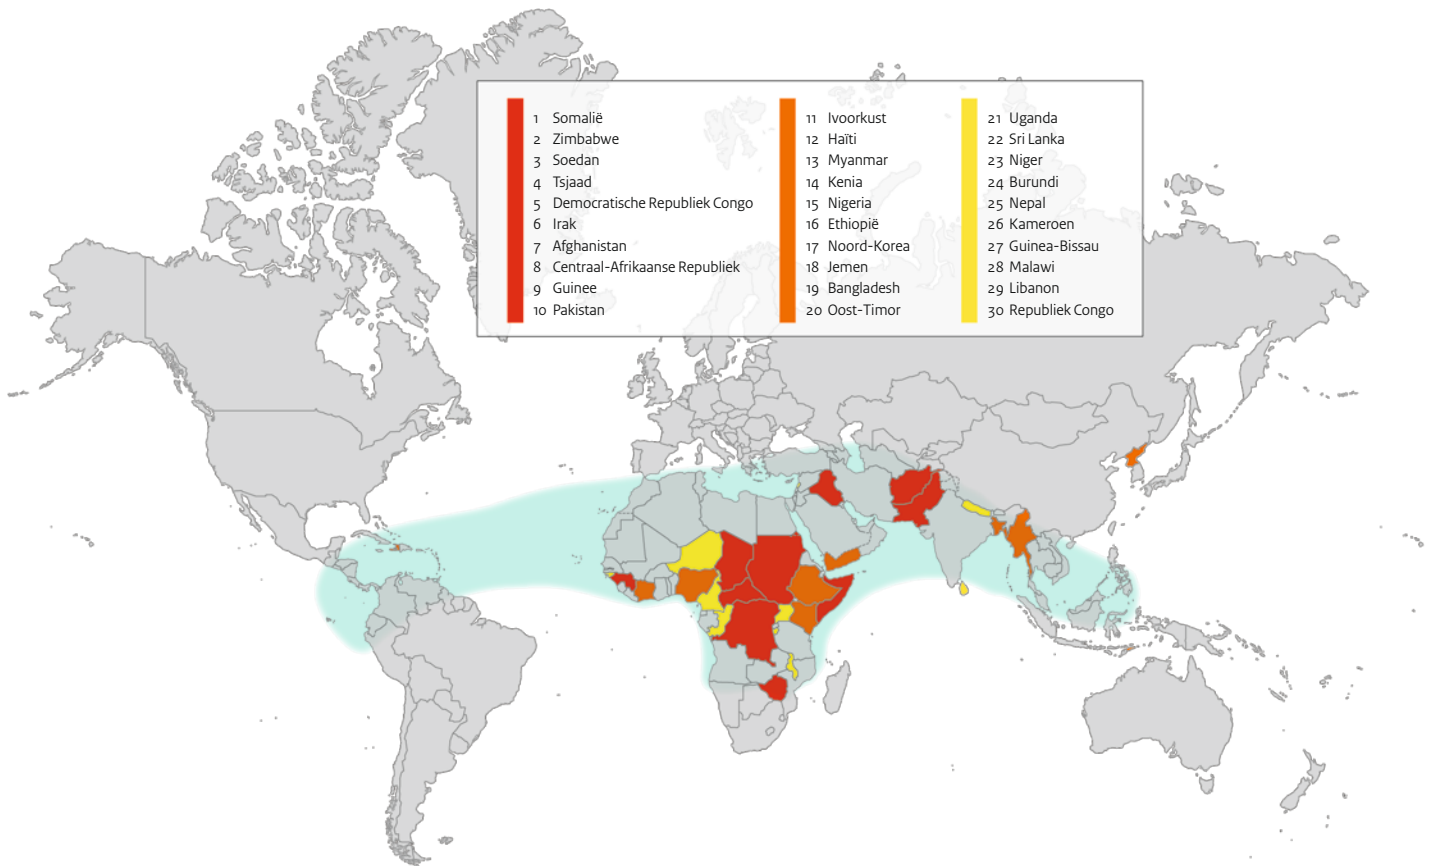 1 Somalië
2 Zimbabwe
3 Soedan
4 Tsjaad
5 Democratische Republiek Congo
6 Irak
7 Afghanistan
8 Centraal-Afrikaanse Republiek
9 Guinee
10 Pakistan
11 Ivoorkust
12 Haïti
13 Myanmar
14 Kenia
15 Nigeria
16 Ethiopië
17 Noord-Korea
18 Jemen
19 Bangladesh
20 Oost-Timor
21 Uganda
22 Sri Lanka
23 Niger
24 Burundi
25 Nepal
26 Kameroen
27 Guinea-Bissau
28 Malawi
29 Libanon
30 Republiek Congo